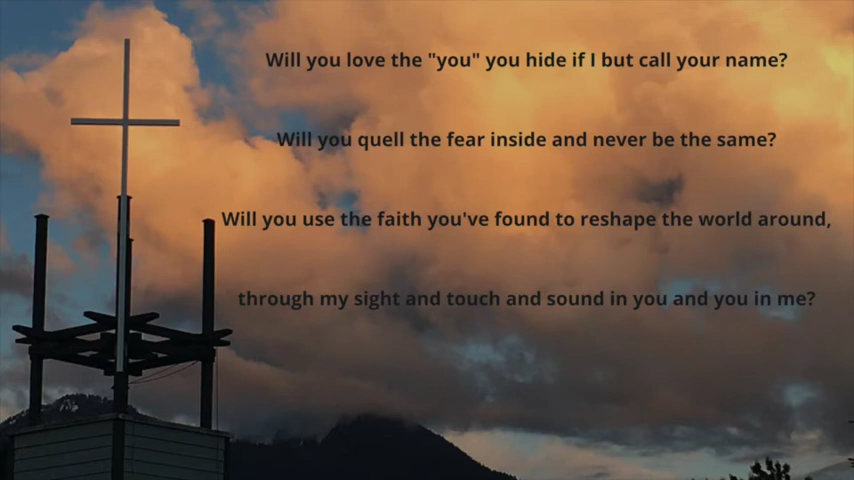 Will you love the "you" you hide if I but call your name?
Will you quell the fear inside and never be the same?
Will you use the faith you've found to reshape the world around,
through my sight and touch and sound in you and you in me?